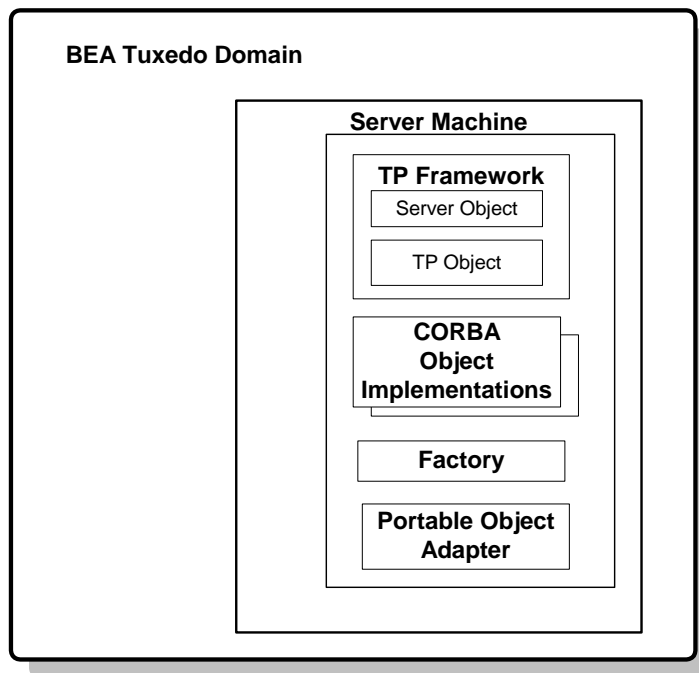 BEA Tuxedo Domain
Server Machine
TP Framework
Server Object
TP Object
CORBA
Object
Implementations
Factory
Portable Object
Adapter